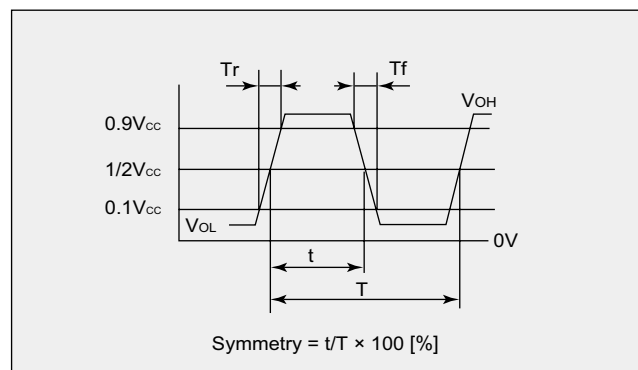 Tr
Tf
VOH
0.9Vcc
1/2Vcc
0.1Vcc
VOL
0V
t
T
Symmetry = t/T × 100 [%]